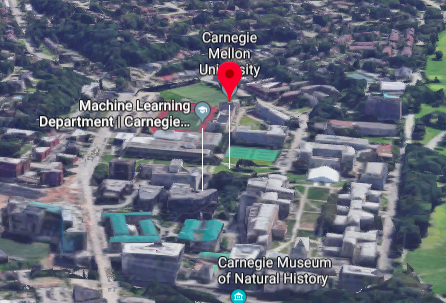 Carnegie
Mellon
University
Machine Learning
Department | Carnegie...
Carnegie Museum
of Natural History